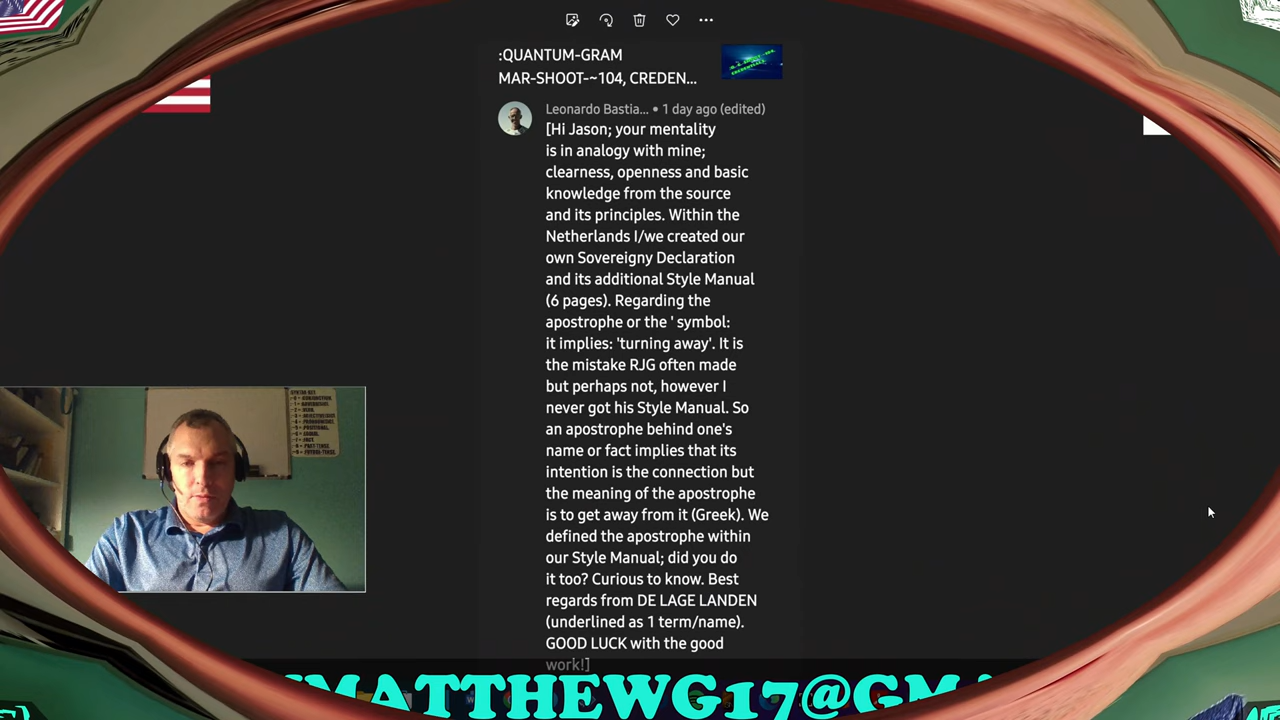 :QUANTUM-GRAM
MAR-SHOOT-~104, CREDEN...
Leonardo Bastia... • 1 day ago (edited)
[Hi Jason; your mentality
is in analogy with mine;
clearness, openness and basic
knowledge from the source
and its principles. Within the
Netherlands I/we created our
own Sovereigny Declaration
and its additional Style Manual
(6 pages). Regarding the
apostrophe or the ' symbol:
it implies: 'turning away'. It is
the mistake RJG often made
but perhaps not, however I
never got his Style Manual. So
an apostrophe behind one's
name or fact implies that its
intention is the connection but
the meaning of the apostrophe
is to get away from it (Greek). We
defined the apostrophe within
our Style Manual; did you do
it too? Curious to know. Best
regards from DE LAGE LANDEN
(underlined as 1 term/name).
GOOD LUCK with the good
work!]
MATTHEWG17@GM